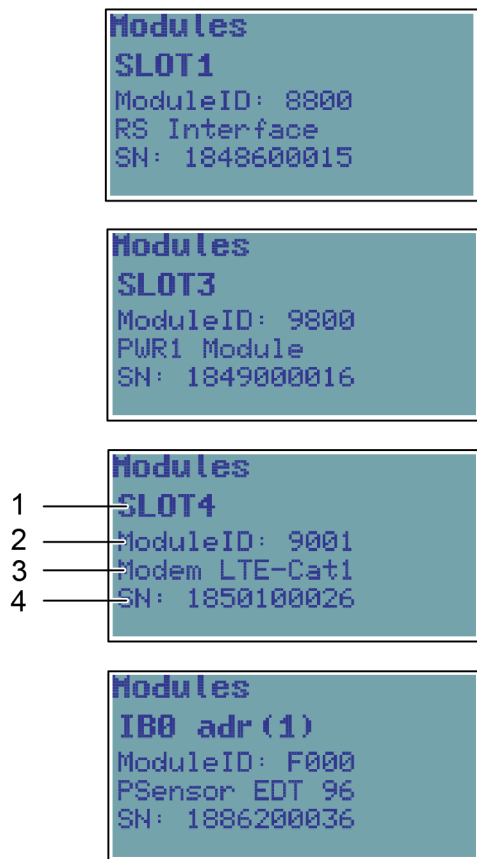 Modules
SLOT1
ModuleID: 8800
RS Interface
SN: 1848600015
Modules
SLOT3
ModuleID: 9800
PWR1 Module
SN: 1849000016
Modules
1 SLOT4
2 ModuleID: 9001
3 Modem LTE-Cat1
4 SN: 1850100026
Modules
IB0 adr(1)
ModuleID: F000
PSensor EDT 96
SN: 1886200036